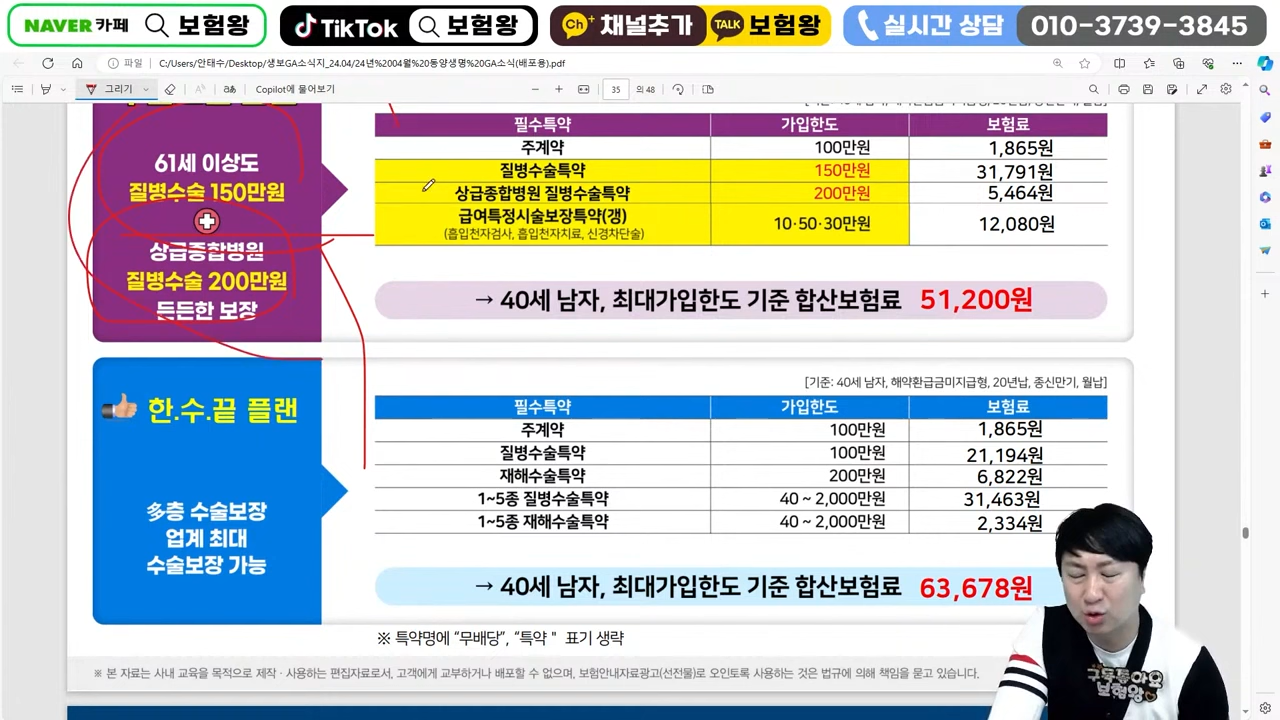 NAVER 카페 보험왕
TikTok 보험왕
Ch+ 채널추가 TALK 보험왕
실시간 상담 010-3739-3845
파일 C:/Users/안태수/Desktop/생보GA소식지_24.04/24년%2004월%20동양생명%20GA소식(배포용).pdf
그리기 가あ Copilot에 물어보기 35 의 48
61세 이상도
질병수술 150만원
상급종합병원
질병수술 200만원
든든한 보장
필수특약 가입한도 보험료
주계약 100만원 1,865원
질병수술특약 150만원 31,791원
상급종합병원 질병수술특약 200만원 5,464원
급여특정시술보장특약(갱) 10·50·30만원 12,080원
(흡입천자검사, 흡입천자치료, 신경차단술)
→ 40세 남자, 최대가입한도 기준 합산보험료 51,200원
한.수.끝 플랜
多층 수술보장
업계 최대
수술보장 가능
[기준: 40세 남자, 해약환급금미지급형, 20년납, 종신만기, 월납]
필수특약 가입한도 보험료
주계약 100만원 1,865원
질병수술특약 100만원 21,194원
재해수술특약 200만원 6,822원
1~5종 질병수술특약 40 ~ 2,000만원 31,463원
1~5종 재해수술특약 40 ~ 2,000만원 2,334원
→ 40세 남자, 최대가입한도 기준 합산보험료 63,678원
※ 특약명에 “무배당”, “특약 " 표기 생략
※ 본 자료는 사내 교육을 목적으로 제작 · 사용하는 편집자료로서, 고객에게 교부하거나 배포할 수 없으며, 보험안내자료광고(선전물)로 오인토록 사용하는 것은 법규에 의해 책임을 묻고 있습니다.
구독좋아요
보험왕